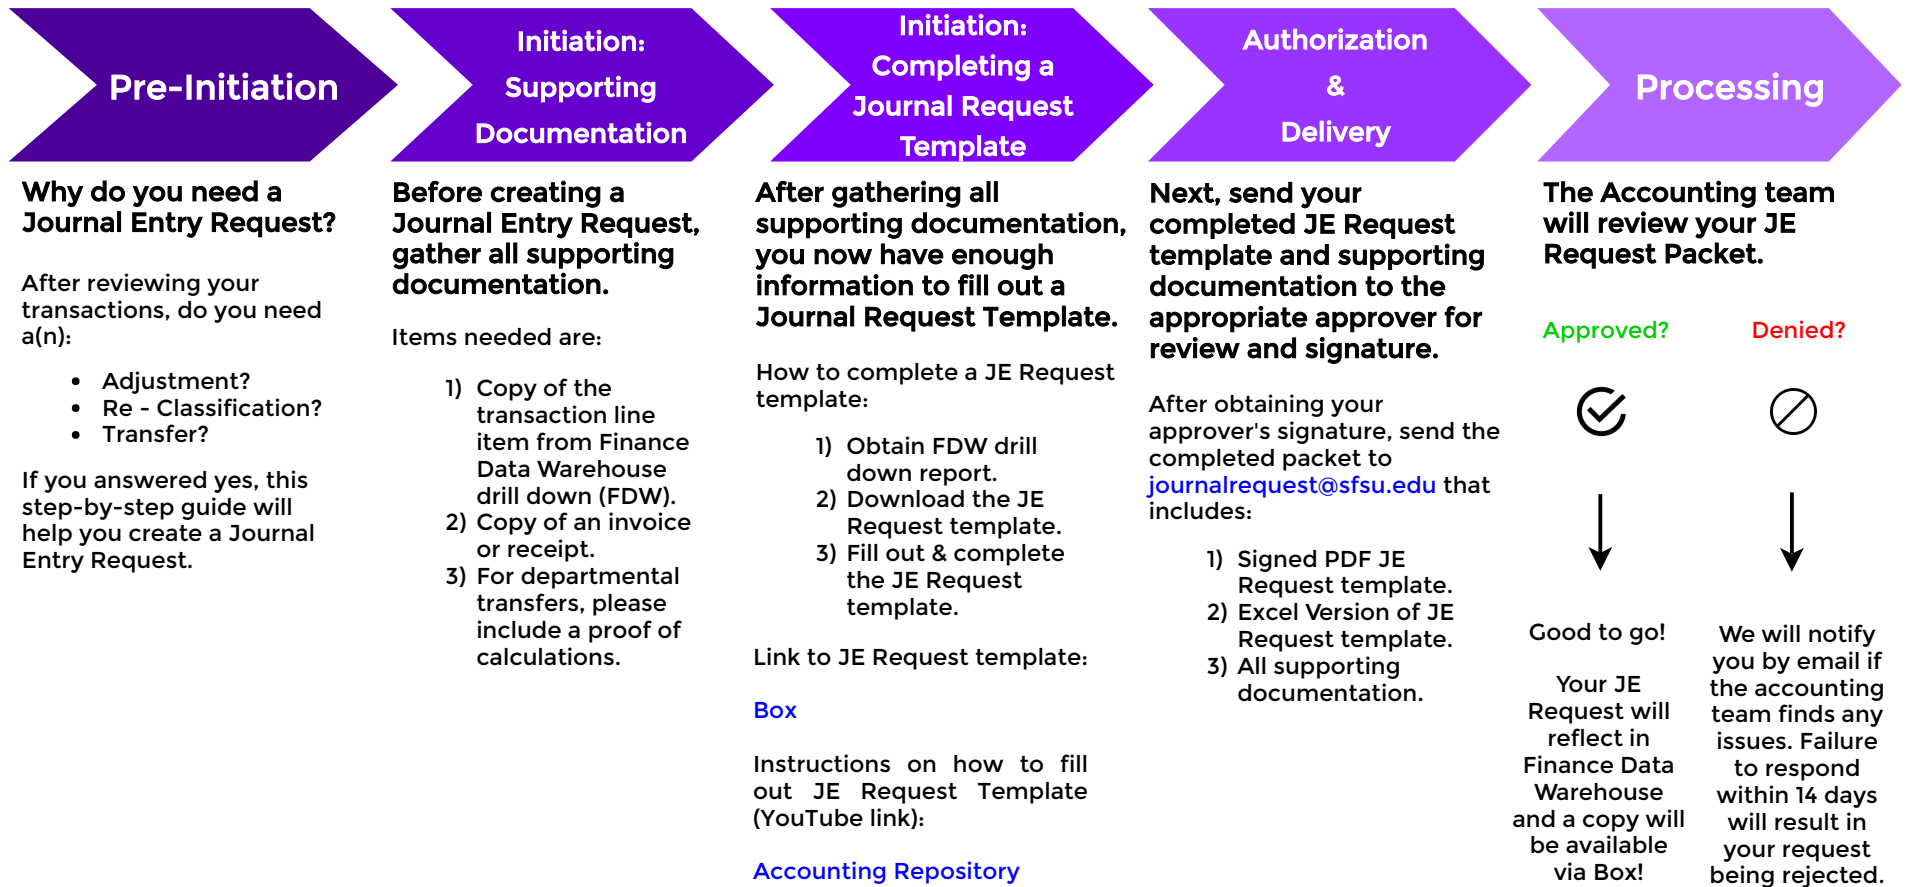 Pre-Initiation
Why do you need a
Journal Entry Request?
After reviewing your
transactions, do you need
a(n):
• Adjustment?
• Re - Classification?
• Transfer?
If you answered yes, this
step-by-step guide will
help you create a Journal
Entry Request.
Initiation:
Supporting
Documentation
Before creating a
Journal Entry Request,
gather all supporting
documentation.
Items needed are:
1) Copy of the
transaction line
item from Finance
Data Warehouse
drill down (FDW).
2) Copy of an invoice
or receipt.
3) For departmental
transfers, please
include a proof of
calculations.
Initiation:
Completing a
Journal Request
Template
After gathering all
supporting documentation,
you now have enough
information to fill out a
Journal Request Template.
How to complete a JE Request
template:
1) Obtain FDW drill
down report.
2) Download the JE
Request template.
3) Fill out & complete
the JE Request
template.
Link to JE Request template:
Box
Instructions on how to fill
out JE Request Template
(YouTube link):
Accounting Repository
Authorization
&
Delivery
Next, send your
completed JE Request
template and supporting
documentation to the
appropriate approver for
review and signature.
After obtaining your
approver's signature, send the
completed packet to
journalrequest@sfsu.edu that
includes:
1) Signed PDF JE
Request template.
2) Excel Version of JE
Request template.
3) All supporting
documentation.
Processing
The Accounting team
will review your JE
Request Packet.
Approved?
Good to go!
Your JE
Request will
reflect in
Finance Data
Warehouse
and a copy will
be available
via Box!
Denied?
We will notify
you by email if
the accounting
team finds any
issues. Failure
to respond
within 14 days
will result in
your request
being rejected.